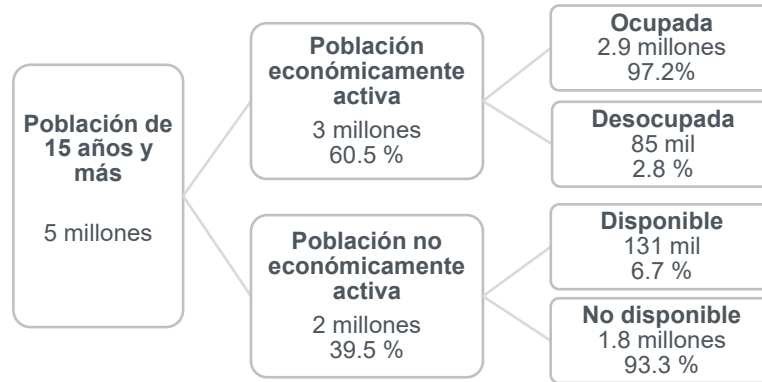 Población de
15 años y
más
5 millones
Población
económicamente
activa
3 millones
60.5 %
Población no
económicamente
activa
2 millones
39.5 %
Ocupada
2.9 millones
97.2%
Desocupada
85 mil
2.8 %
Disponible
131 mil
6.7 %
No disponible
1.8 millones
93.3 %